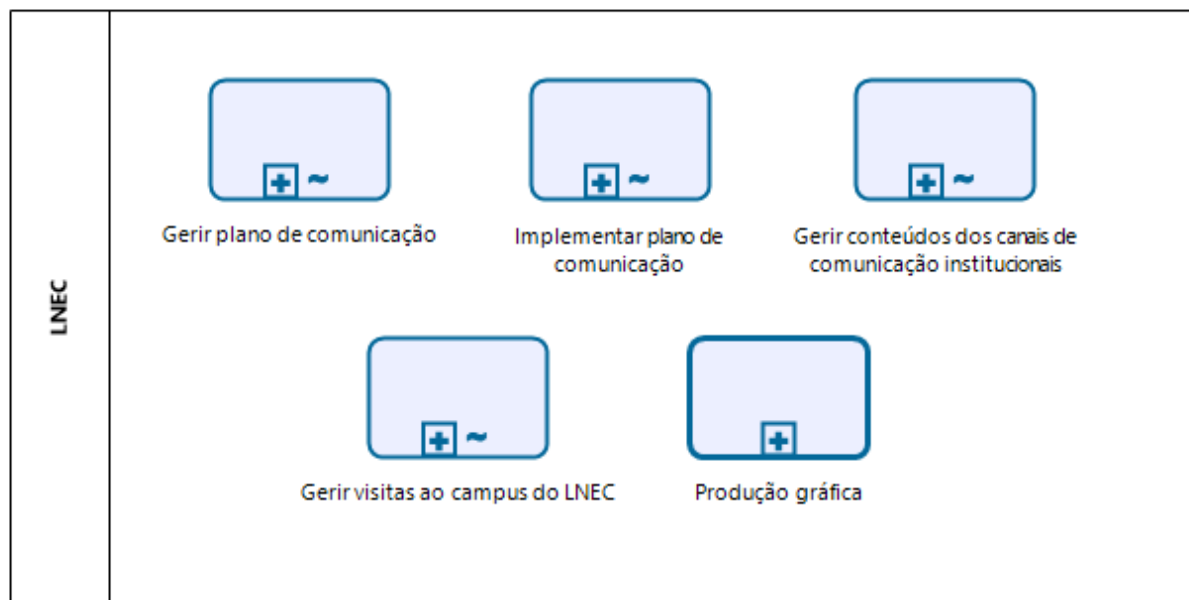 LNEC
Gerir plano de comunicação
Implementar plano de
comunicação
Gerir conteúdos dos canais de
comunicação institucionais
Gerir visitas ao campus do LNEC
Produção gráfica